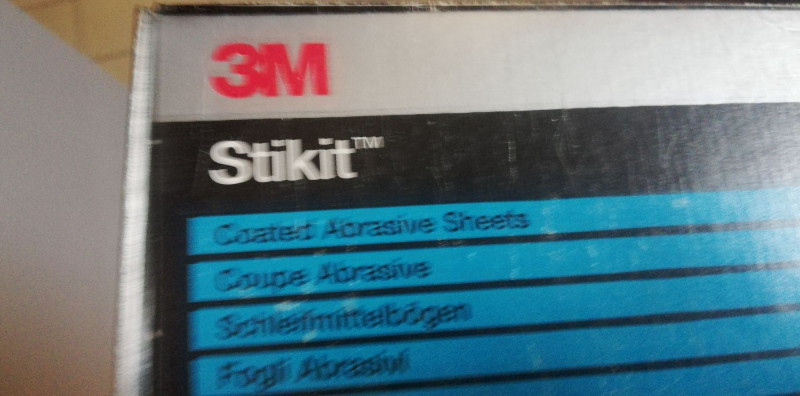 3M
Stikit™
Coated Abrasive Sheets
Coupe Abrasive
Schleifmittelbögen
Fogli Abrasivi